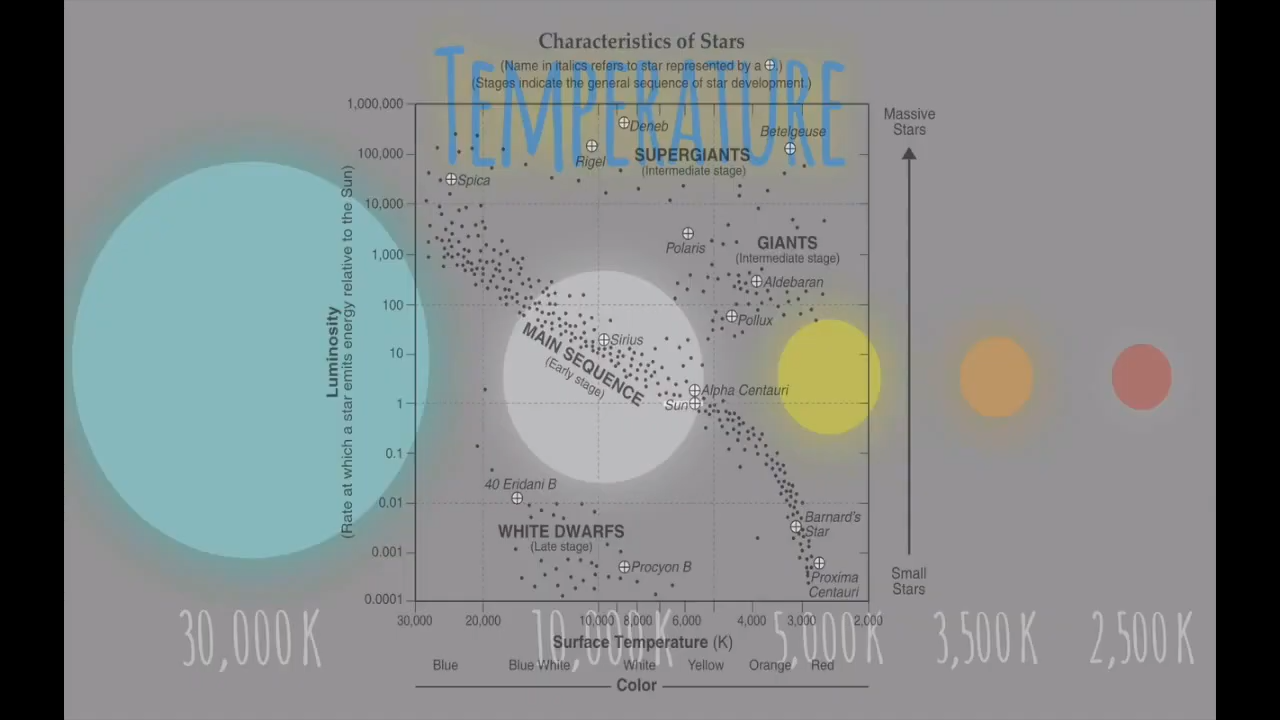 Characteristics of Stars
(Name in italics refers to star represented by a ⊕.)
(Stages indicate the general sequence of star development.)
TEMPERATURE
1,000,000
100,000
10,000
1,000
100
10
1
0.1
0.01
0.001
0.0001
Luminosity
(Rate at which a star emits energy relative to the Sun)
Deneb
Betelgeuse
Rigel
SUPERGIANTS
(Intermediate stage)
Spica
Polaris
GIANTS
(Intermediate stage)
Aldebaran
Pollux
Sirius
MAIN SEQUENCE
(Early stage)
Alpha Centauri
Sun
40 Eridani B
WHITE DWARFS
(Late stage)
Procyon B
Barnard's
Star
Proxima
Centauri
Massive
Stars
Small
Stars
30,000 20,000 10,000 8,000 6,000 4,000 3,000 2,000
Surface Temperature (K)
30,000 K 10,000 K 5,000 K 3,500 K 2,500 K
Blue Blue White White Yellow Orange Red
Color